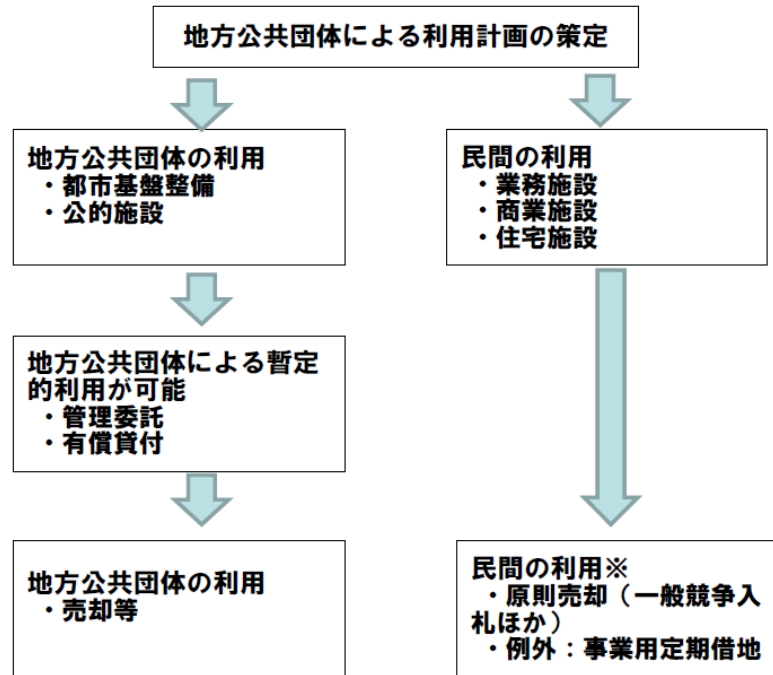 地方公共団体による利用計画の策定
地方公共団体の利用
・都市基盤整備
・公的施設
民間の利用
・業務施設
・商業施設
・住宅施設
地方公共団体による暫定
的利用が可能
・管理委託
・有償貸付
地方公共団体の利用
・売却等
民間の利用※
・原則売却（一般競争入
札ほか）
・例外：事業用定期借地